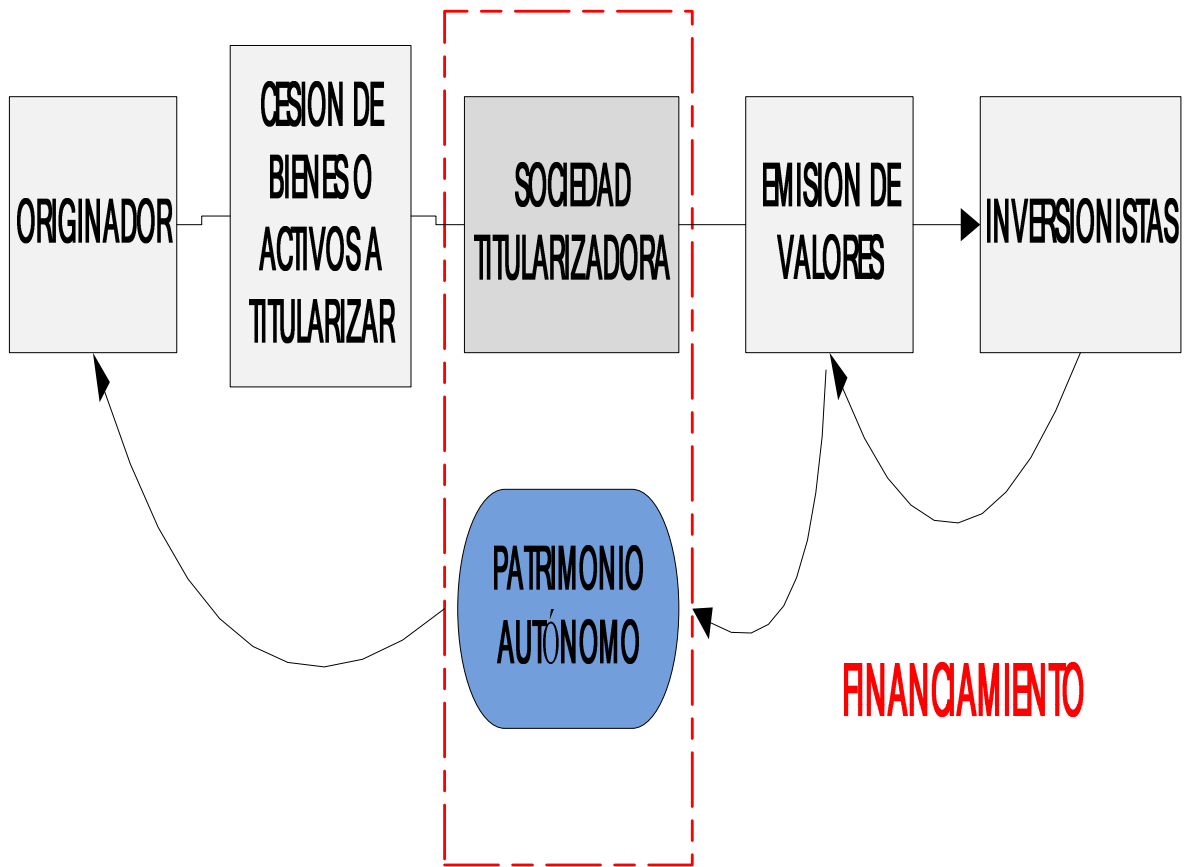 ORIGINADOR
CESION DE
BIENES O
ACTIVOS A
TITULARIZAR
SOCIEDAD
TITULARIZADORA
EMISION DE
VALORES
INVERSIONISTAS
PATRIMONIO
AUTÓNOMO
FINANCIAMIENTO